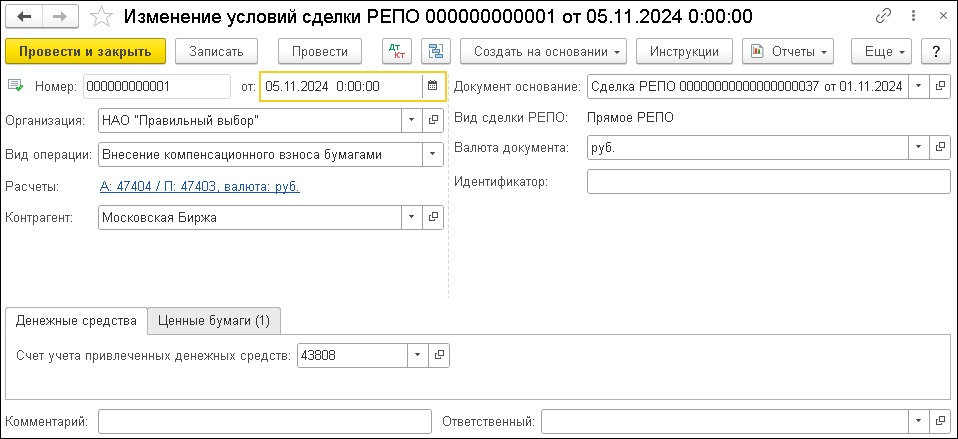 Изменение условий сделки РЕПО 000000000001 от 05.11.2024 0:00:00
Провести и закрыть Записать Провести Дт Кт Создать на основании Инструкции Отчеты Еще ?
Номер: 000000000001 от: 05.11.2024 0:00:00 Документ основание: Сделка РЕПО 00000000000000000037 от 01.11.2024
Организация: НАО "Правильный выбор" Вид сделки РЕПО: Прямое РЕПО
Вид операции: Внесение компенсационного взноса бумагами Валюта документа: руб.
Расчеты: А: 47404 / П: 47403, валюта: руб. Идентификатор:
Контрагент: Московская Биржа
Денежные средства Ценные бумаги (1)
Счет учета привлеченных денежных средств: 43808
Комментарий: Ответственный: